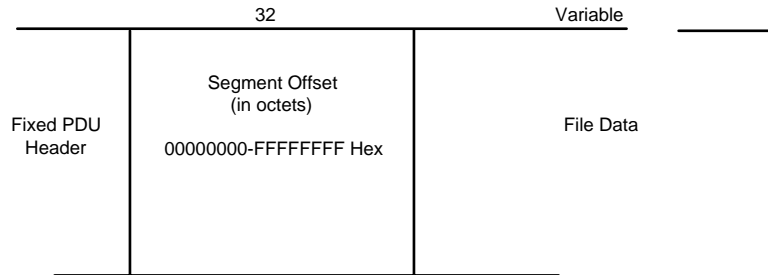 32
Variable
Fixed PDU
Header
Segment Offset
(in octets)
00000000-FFFFFFFF Hex
File Data